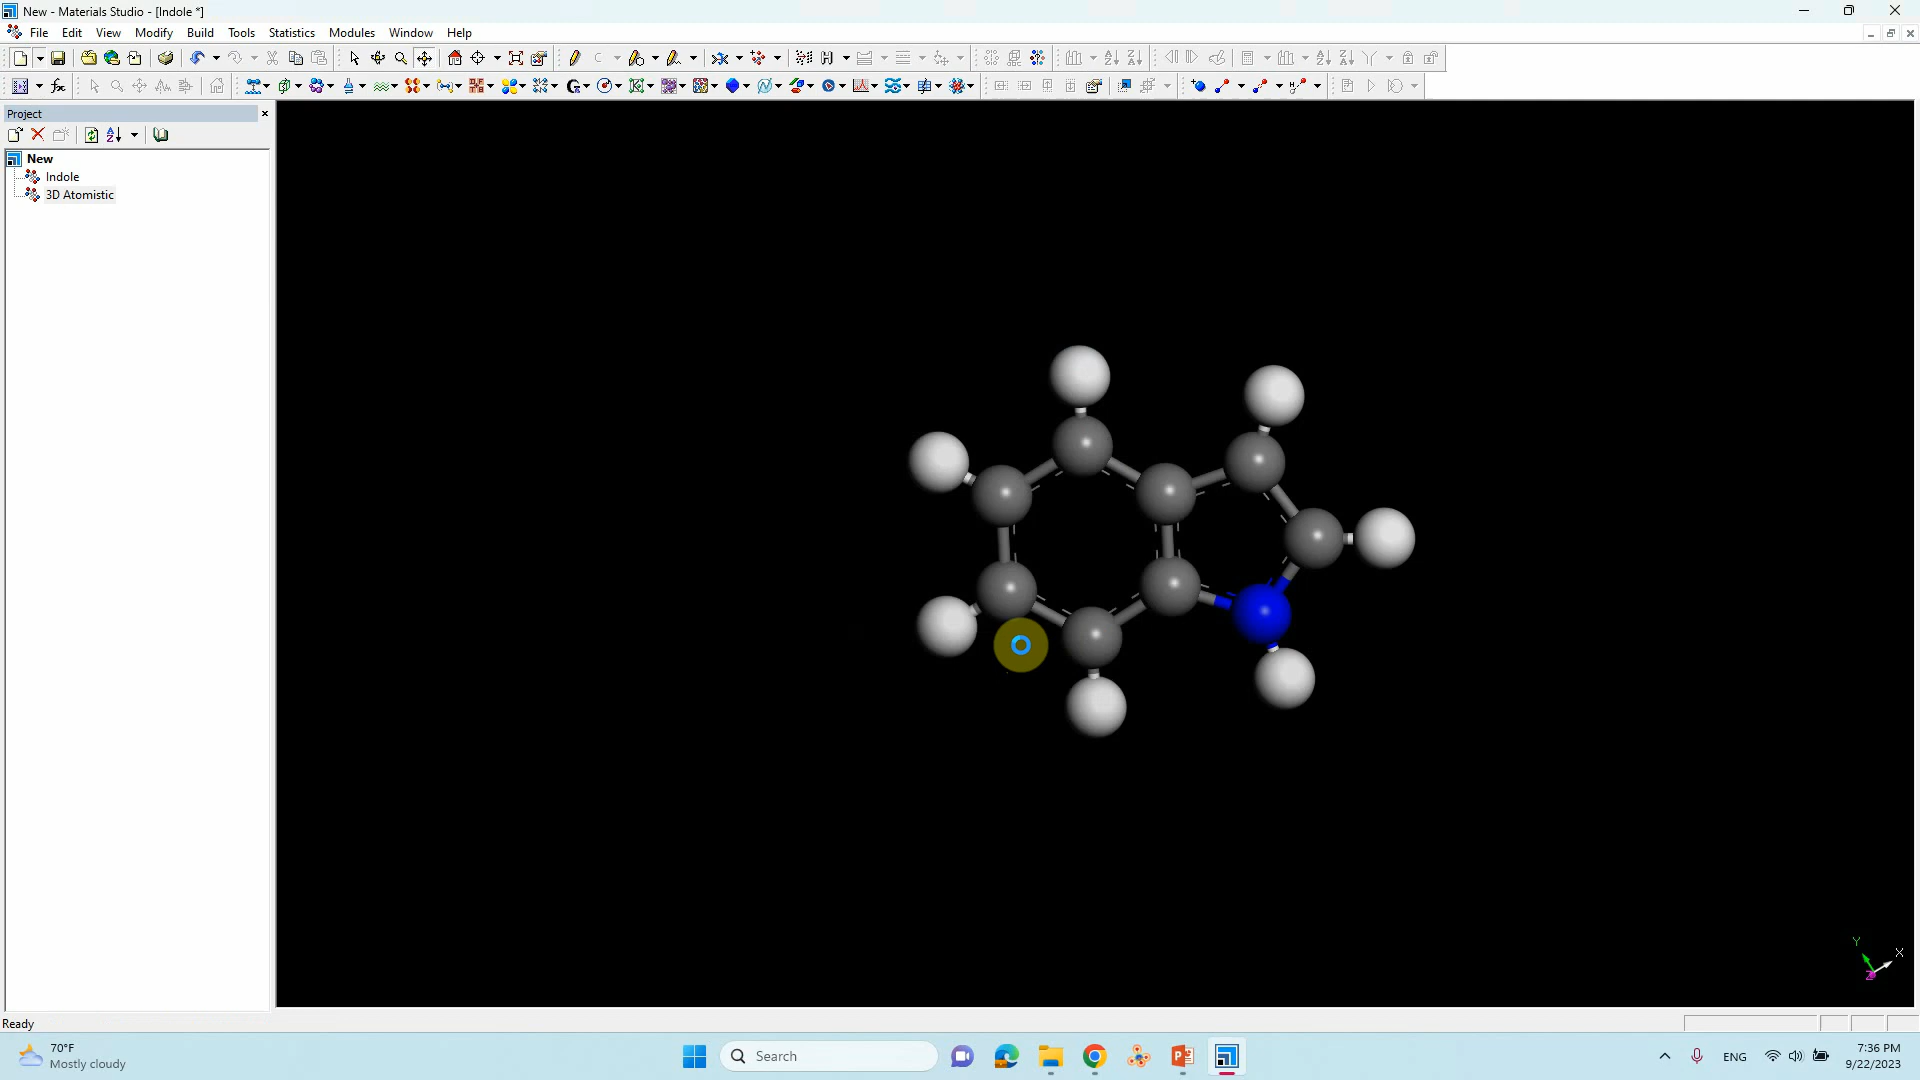 New - Materials Studio - [Indole *]
File Edit View Modify Build Tools Statistics Modules Window Help
Project
New
Indole
3D Atomistic
Y
X
Z
Ready
70°F
Mostly cloudy
Search
ENG
7:36 PM
9/22/2023